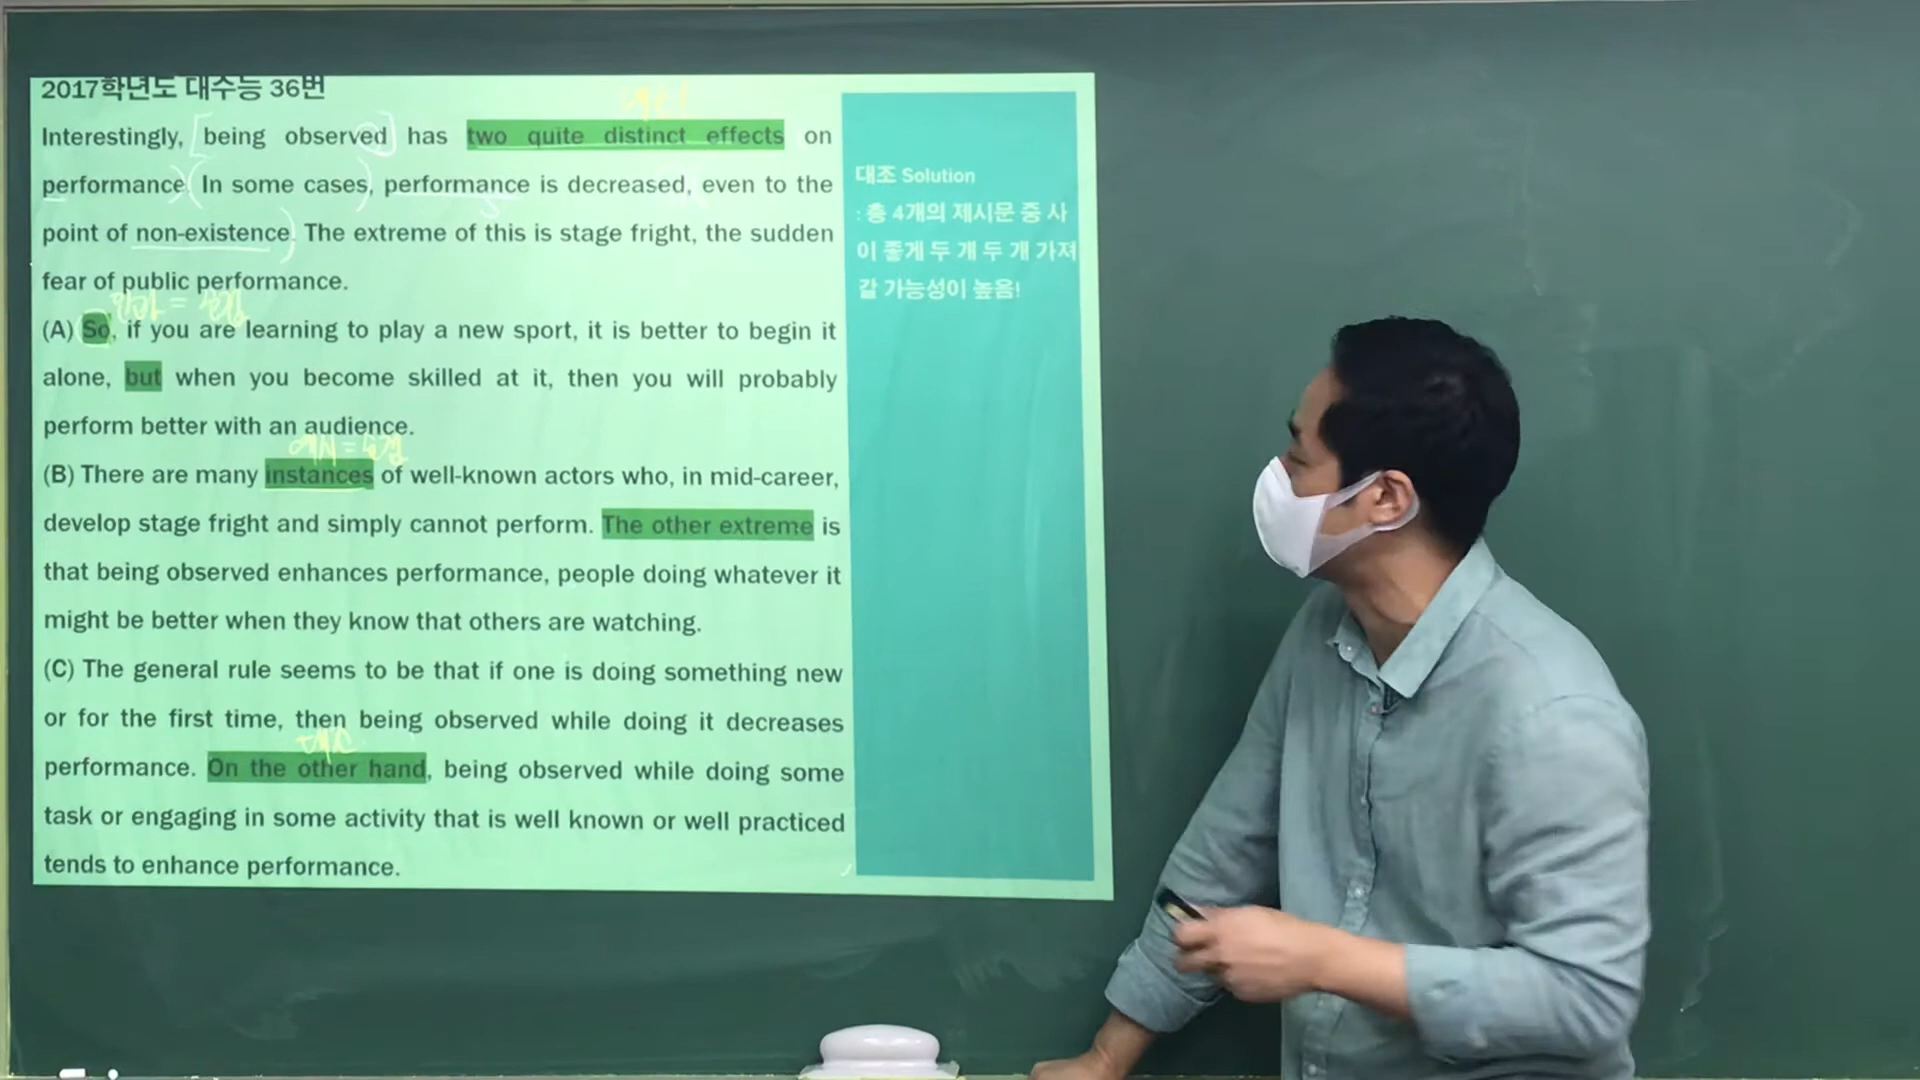 2017학년도 대수능 36번
Interestingly, being observed has two quite distinct effects on
performance. In some cases, performance is decreased, even to the
point of non-existence. The extreme of this is stage fright, the sudden
fear of public performance.
인과 = 순접
(A) So, if you are learning to play a new sport, it is better to begin it
alone, but when you become skilled at it, then you will probably
perform better with an audience.
예시 = 순접
(B) There are many instances of well-known actors who, in mid-career,
develop stage fright and simply cannot perform. The other extreme is
that being observed enhances performance, people doing whatever it
might be better when they know that others are watching.
(C) The general rule seems to be that if one is doing something new
or for the first time, then being observed while doing it decreases
performance. On the other hand, being observed while doing some
task or engaging in some activity that is well known or well practiced
tends to enhance performance.
대조 Solution
: 총 4개의 제시문 중 사
이 좋게 두 개 두 개 가져
갈 가능성이 높음!